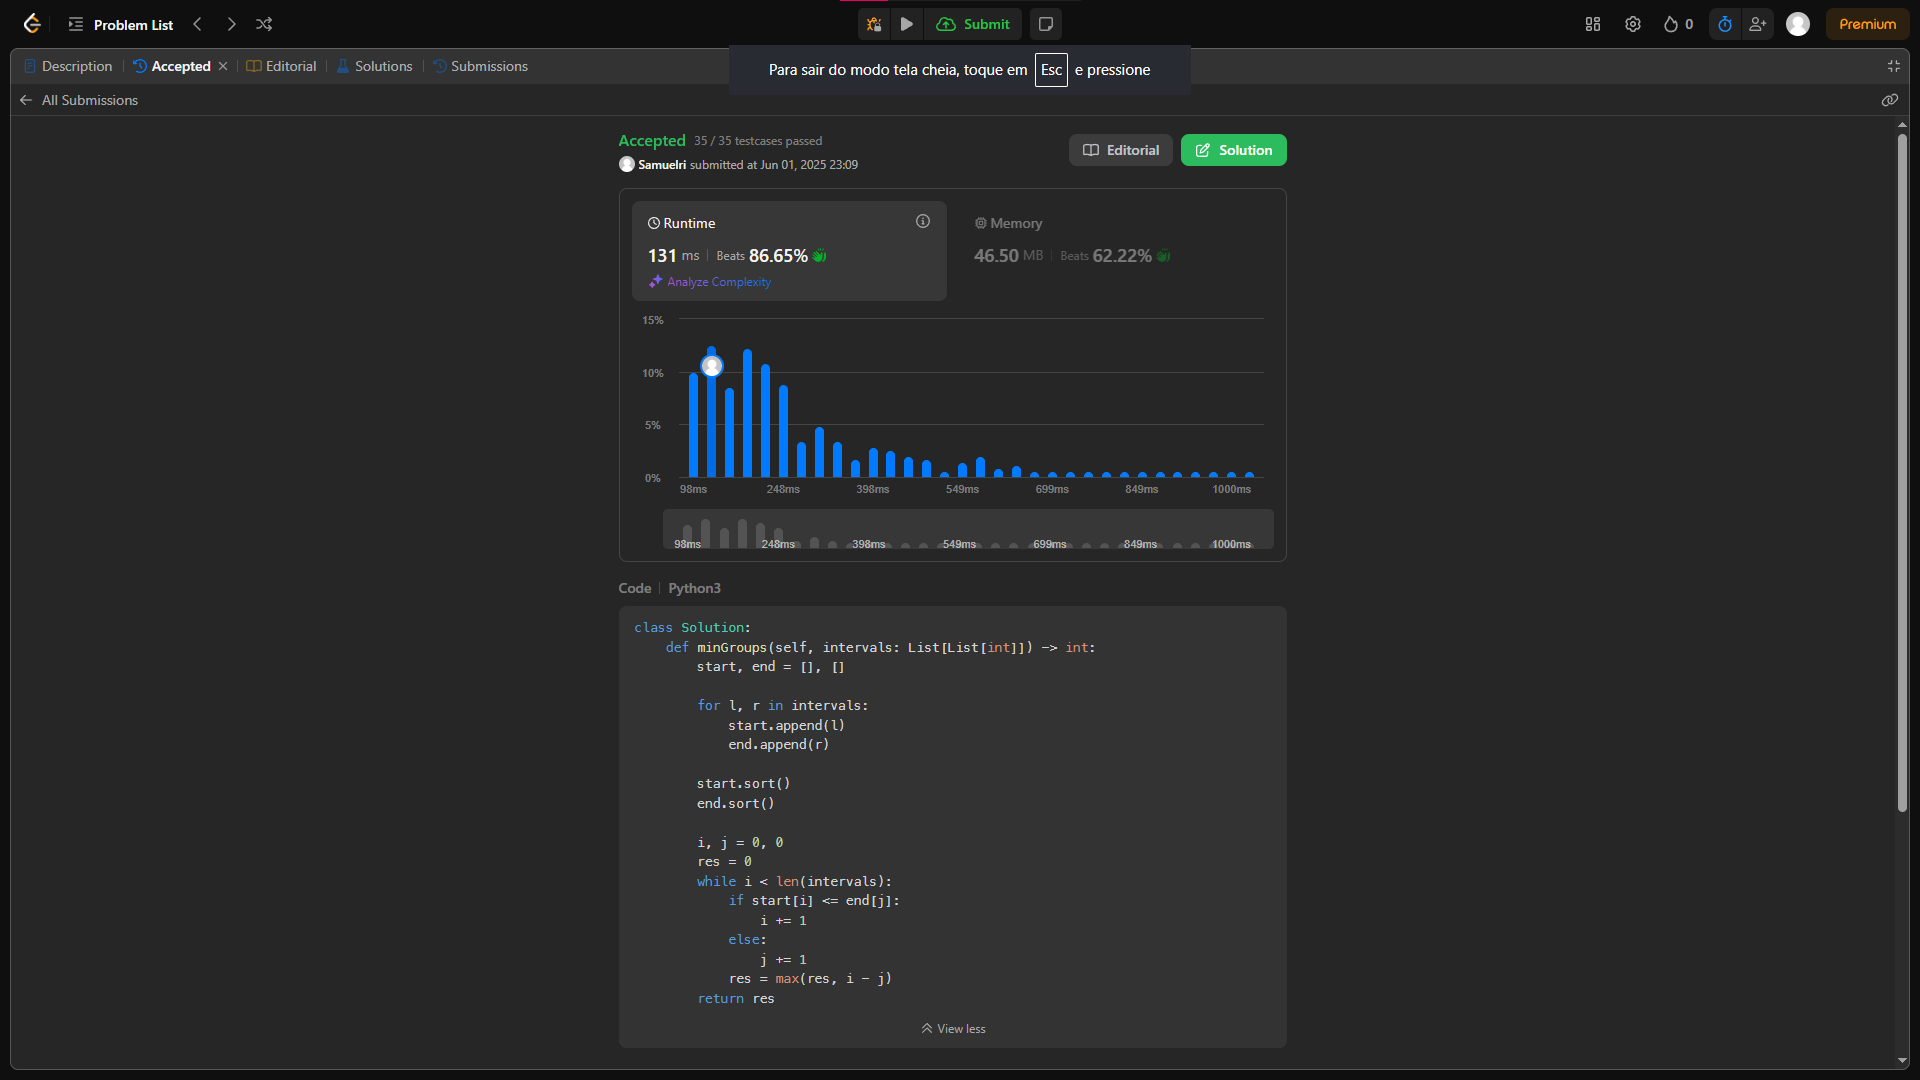 Problem List
Submit
0
Premium
Description
Accepted
Editorial
Solutions
Submissions
Para sair do modo tela cheia, toque em Esc e pressione
All Submissions
Accepted 35 / 35 testcases passed
Samuelri submitted at Jun 01, 2025 23:09
Editorial
Solution
Runtime
131 ms | Beats 86.65%
Analyze Complexity
Memory
46.50 MB | Beats 62.22%
15%
10%
5%
0%
98ms 248ms 398ms 549ms 699ms 849ms 1000ms
98ms 248ms 398ms 549ms 699ms 849ms 1000ms
Code | Python3
class Solution:
    def minGroups(self, intervals: List[List[int]]) -> int:
        start, end = [], []
        for l, r in intervals:
            start.append(l)
            end.append(r)
        start.sort()
        end.sort()
        i, j = 0, 0
        res = 0
        while i < len(intervals):
            if start[i] <= end[j]:
                i += 1
            else:
                j += 1
            res = max(res, i - j)
        return res
View less